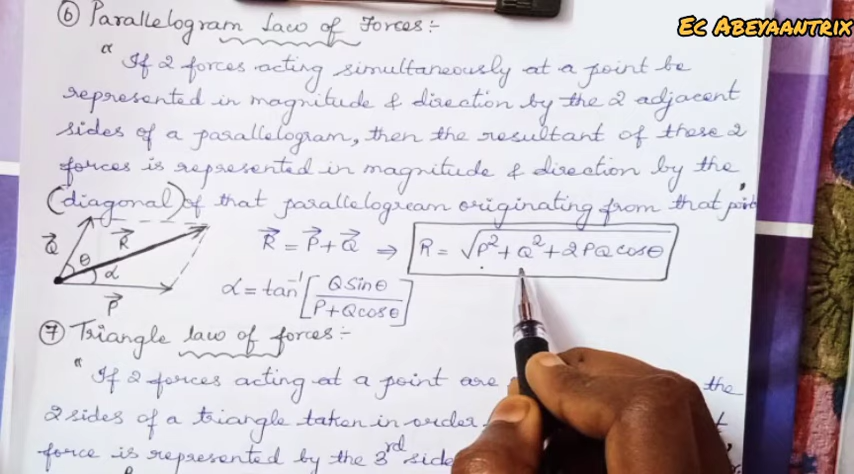 Ec Abeyaantrix
⑥ Parallelogram Law of Forces:-
" If 2 forces acting simultaneously at a point be
represented in magnitude & direction by the 2 adjacent
sides of a parallelogram, then the resultant of these 2
forces is represented in magnitude & direction by the
(diagonal) of that parallelogram originating from that point
Q⃗ R⃗ θ α P⃗
R⃗ = P⃗ + Q⃗ ⇒ R = √P²+Q²+2PQcosθ
α = tan⁻¹[Qsinθ / P+Qcosθ]
⑦ Triangle law of forces:-
" If 2 forces acting at a point are the
2 sides of a triangle taken in order
force is represented by the 3rd side